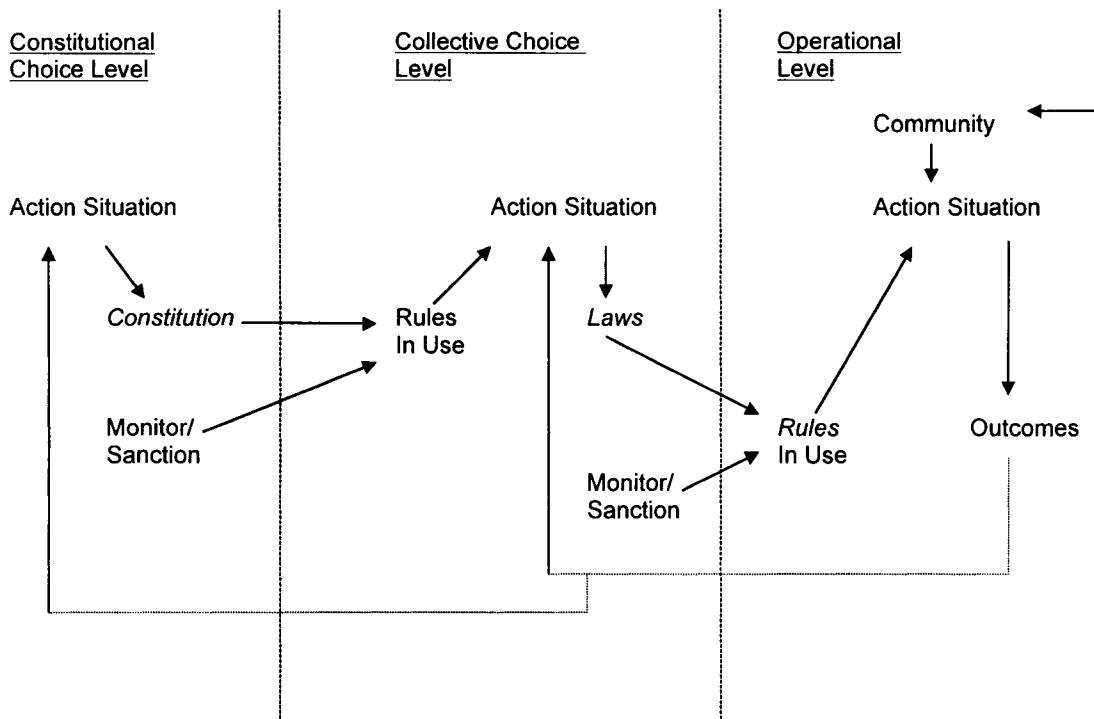 Constitutional
Choice Level
Collective Choice
Level
Operational
Level
Community
Action Situation
Action Situation
Action Situation
Constitution
Rules
In Use
Laws
Monitor/
Sanction
Rules
In Use
Outcomes
Monitor/
Sanction